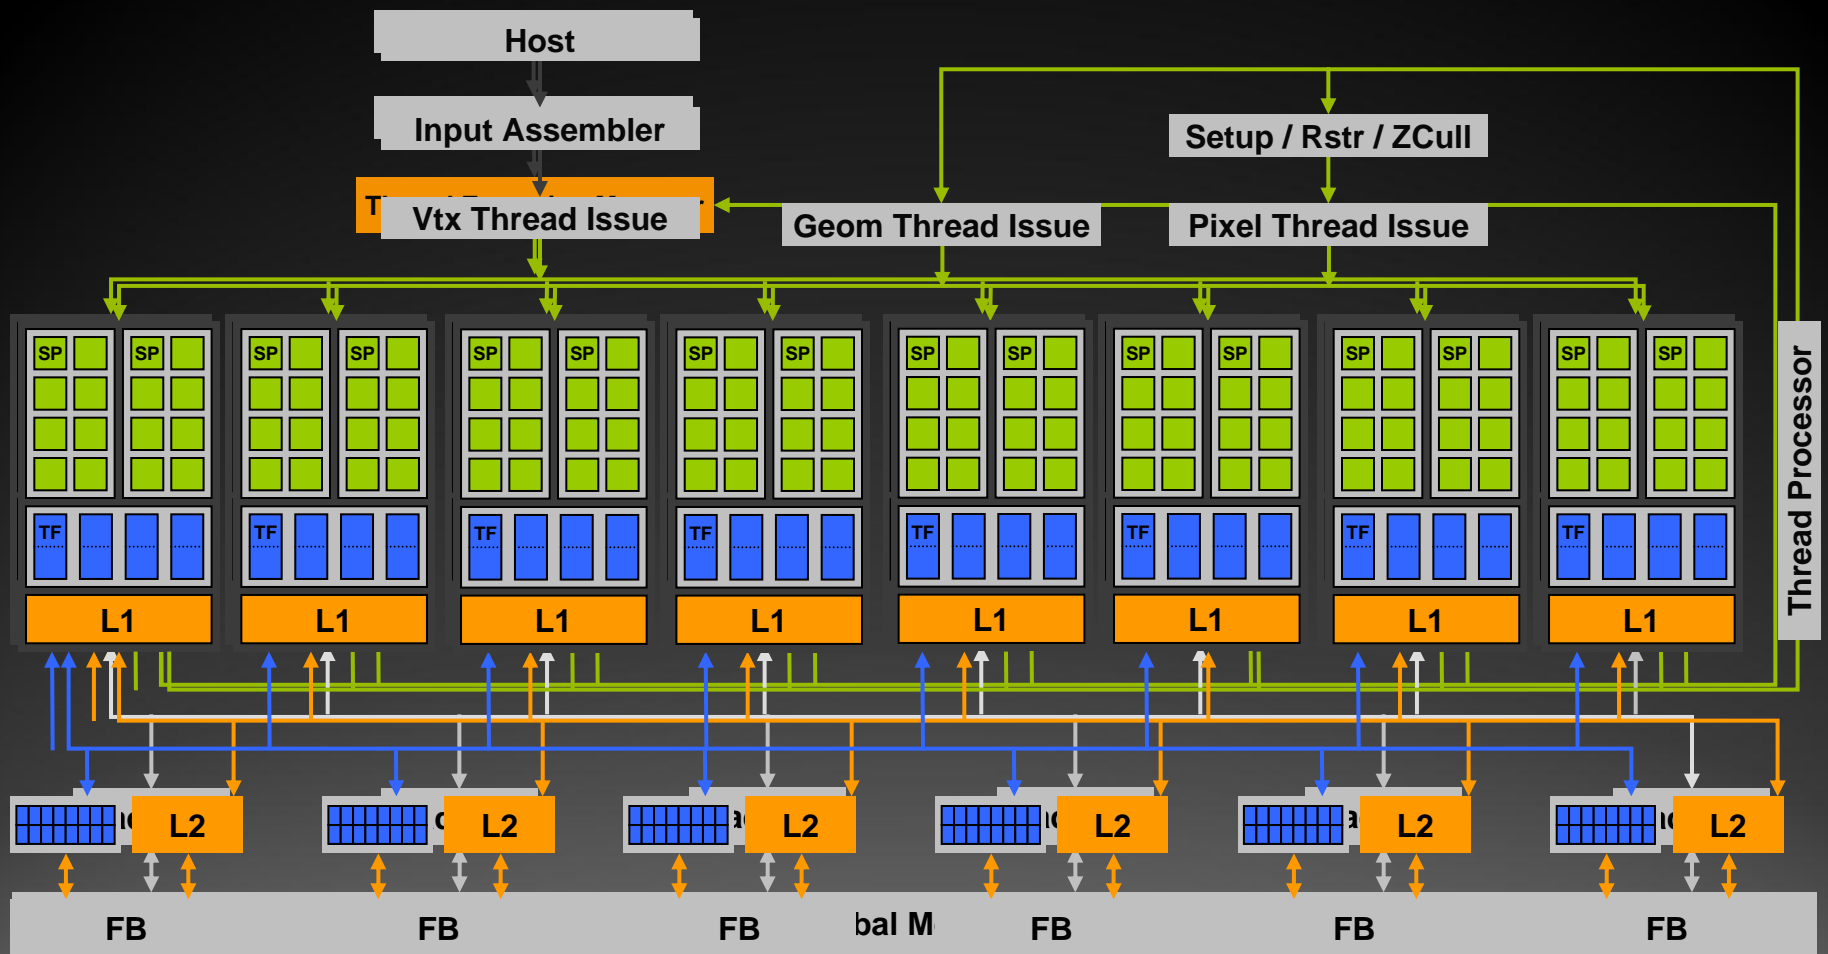 Host
Input Assembler
Setup / Rstr / ZCull
Vtx Thread Issue
Geom Thread Issue
Pixel Thread Issue
SP SP SP SP SP SP SP SP SP SP SP SP SP SP SP SP
Thread Processor
TF TF TF TF TF TF TF TF
L1 L1 L1 L1 L1 L1 L1 L1
L2 L2 L2 L2 L2 L2
FB FB FB FB FB FB